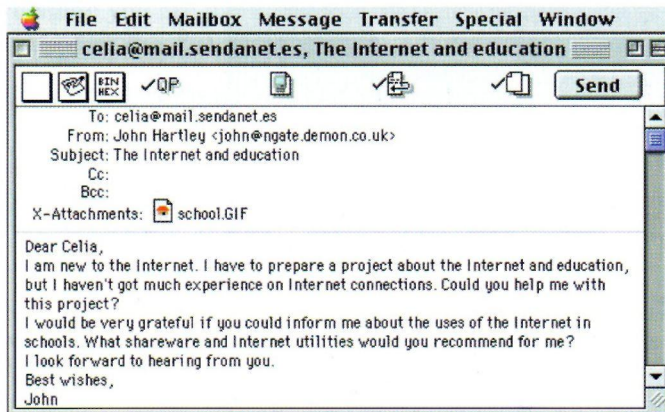 File Edit Mailbox Message Transfer Special Window
celia@mail.sendanet.es, The Internet and education
BIN HEX QP Send
To: celia@mail.sendanet.es
From: John Hartley <john@ngate.demon.co.uk>
Subject: The Internet and education
Cc:
Bcc:
X-Attachments: school.GIF
Dear Celia,
I am new to the Internet. I have to prepare a project about the Internet and education,
but I haven't got much experience on Internet connections. Could you help me with
this project?
I would be very grateful if you could inform me about the uses of the Internet in
schools. What shareware and Internet utilities would you recommend for me?
I look forward to hearing from you.
Best wishes,
John